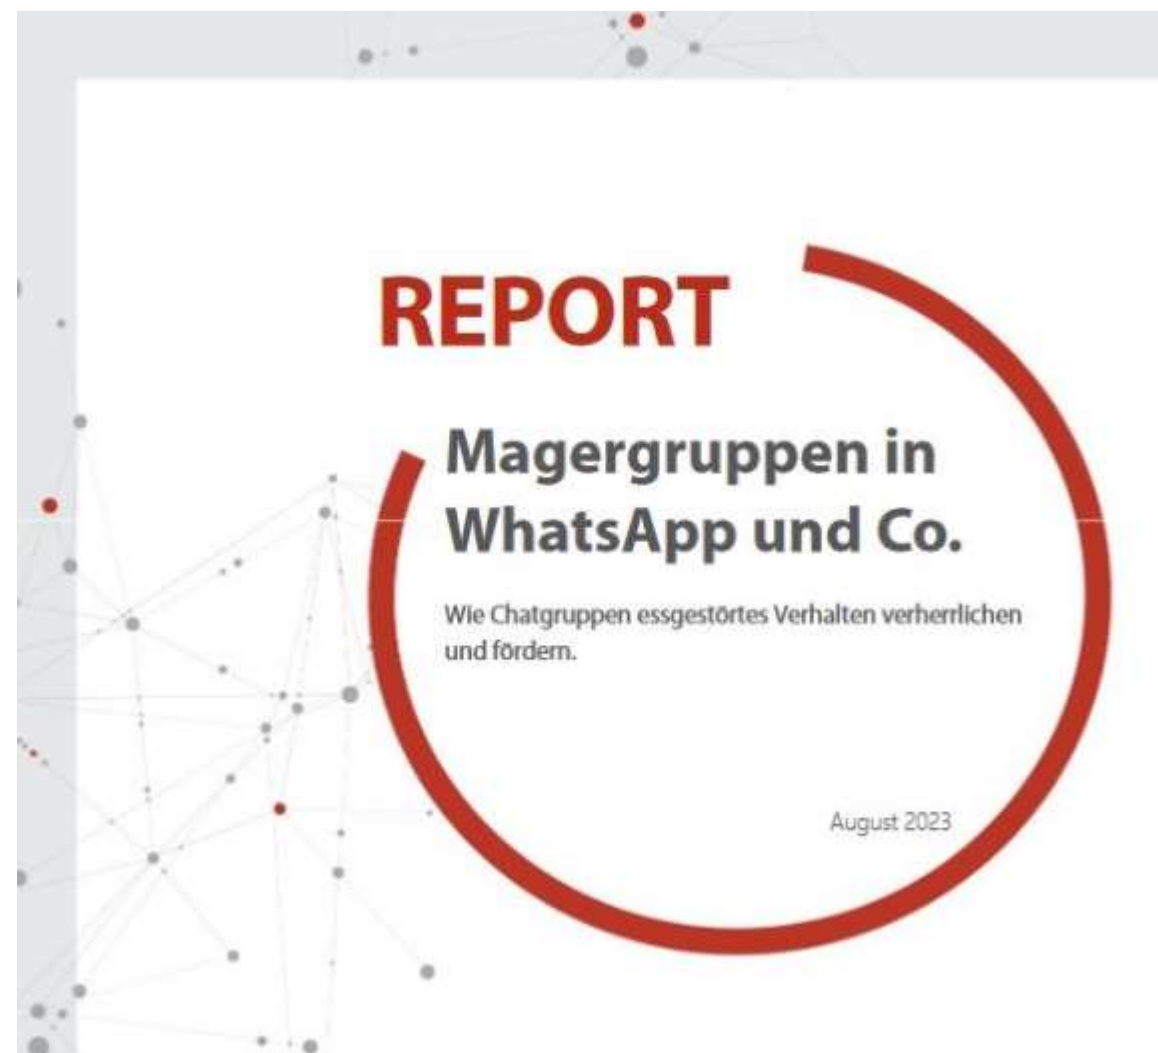 REPORT
Magergruppen in
WhatsApp und Co.
Wie Chatgruppen essgestörtes Verhalten verherrlichen
und fördern.
August 2023